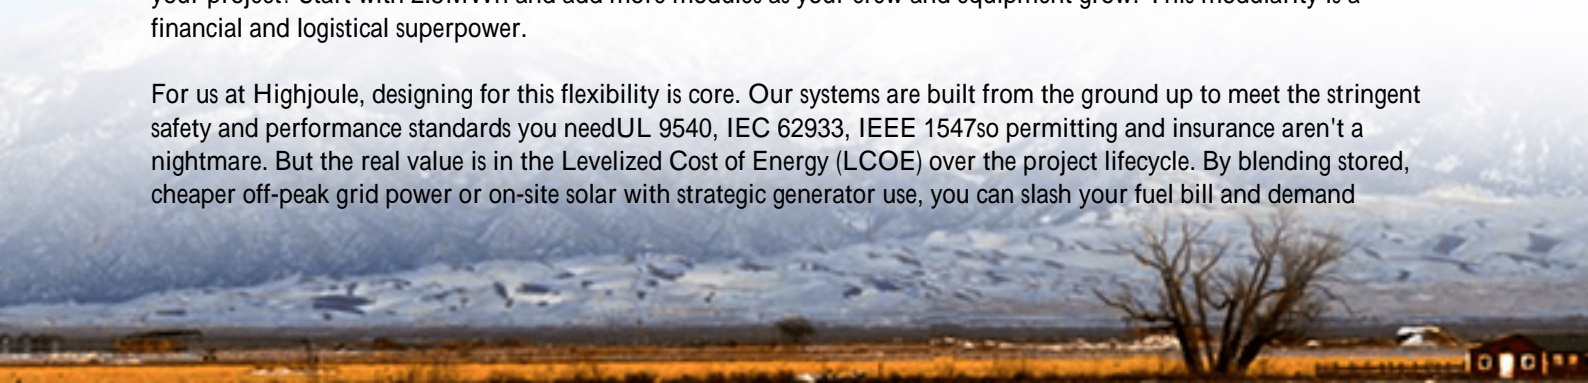 financial and logistical superpower.
For us at Highjoule, designing for this flexibility is core. Our systems are built from the ground up to meet the stringent
safety and performance standards you needUL 9540, IEC 62933, IEEE 1547so permitting and insurance aren't a
nightmare. But the real value is in the Levelized Cost of Energy (LCOE) over the project lifecycle. By blending stored,
cheaper off-peak grid power or on-site solar with strategic generator use, you can slash your fuel bill and demand